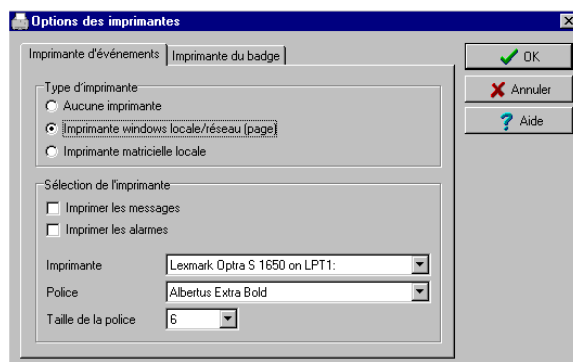 Options des imprimantes
Imprimante d'événements
Imprimante du badge
OK
Annuler
Aide
Type d'imprimante
Aucune imprimante
Imprimante windows locale/réseau (page)
Imprimante matricielle locale
Sélection de l'imprimante
Imprimer les messages
Imprimer les alarmes
Imprimante Lexmark Optra S 1650 on LPT1:
Police Albertus Extra Bold
Taille de la police 6